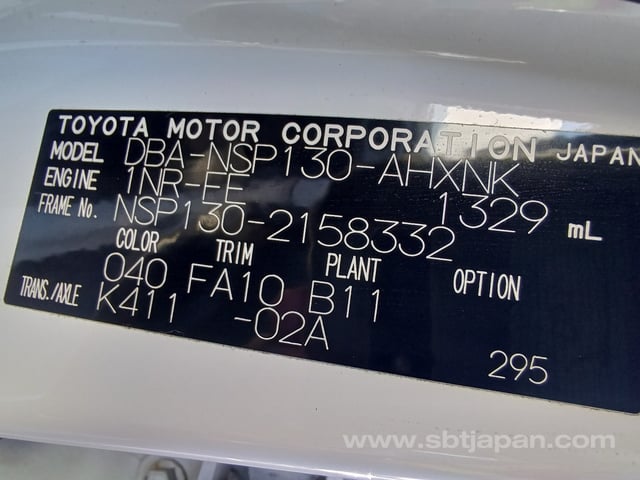 TOYOTA MOTOR CORPORATION JAPAN
MODEL DBA-NSP130-AHXNK
ENGINE 1NR-FE 1329 mL
FRAME No. NSP130-2158332
COLOR TRIM PLANT OPTION
040 FA10 B11
TRANS./AXLE K411 -02A
295
www.sbtjapan.com